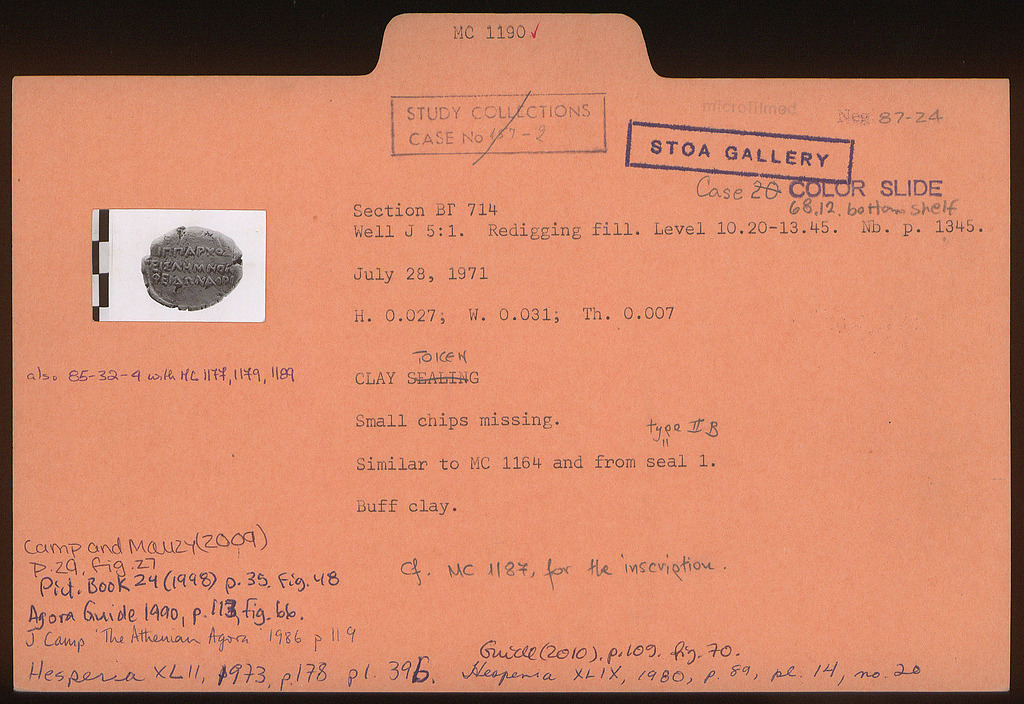 MC 1190 ✓
STUDY COLLECTIONS
CASE No 157-2
microfilmed
Neg. 87-24
STOA GALLERY
Case 20 COLOR SLIDE
68.12. bottom shelf
Section ΒΓ 714
Well J 5:1. Redigging fill. Level 10.20-13.45. Nb. p. 1345.
July 28, 1971
H. 0.027; W. 0.031; Th. 0.007
also 85-32-4 with MC 1177, 1179, 1189
TOKEN
CLAY SEALING
Small chips missing.
type II B
Similar to MC 1164 and from seal 1.
Buff clay.
Camp and Mauzy (2009)
p.29, fig.27
Pict. Book 24 (1998) p. 35, fig. 48
Agora Guide 1990, p. 113, fig. 66.
J Camp 'The Athenian Agora' 1986 p 119
Hesperia XLII, 1973, p.178 pl. 39b.
Cf. MC 1187, for the inscription.
Guide (2010). p.109. fig. 70.
Hesperia XLIX, 1980, p. 89, pl. 14, no. 20